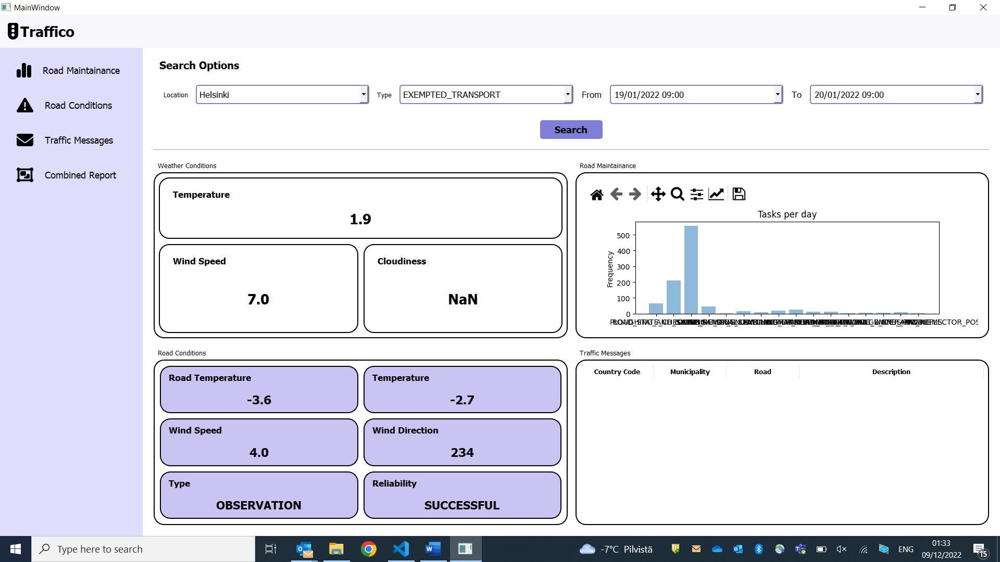 MainWindow
Traffico
Road Maintainance
Road Conditions
Traffic Messages
Combined Report
Search Options
Location Helsinki Type EXEMPTED_TRANSPORT From 19/01/2022 09:00 To 20/01/2022 09:00
Search
Weather Conditions
Temperature
1.9
Wind Speed
7.0
Cloudiness
NaN
Road Maintainance
Tasks per day
Frequency
500
400
300
200
100
0
Road Conditions
Road Temperature
-3.6
Temperature
-2.7
Wind Speed
4.0
Wind Direction
234
Type
OBSERVATION
Reliability
SUCCESSFUL
Traffic Messages
Country Code Municipality Road Description
Type here to search
-7°C Pilvistä
ENG
01:33
09/12/2022
15